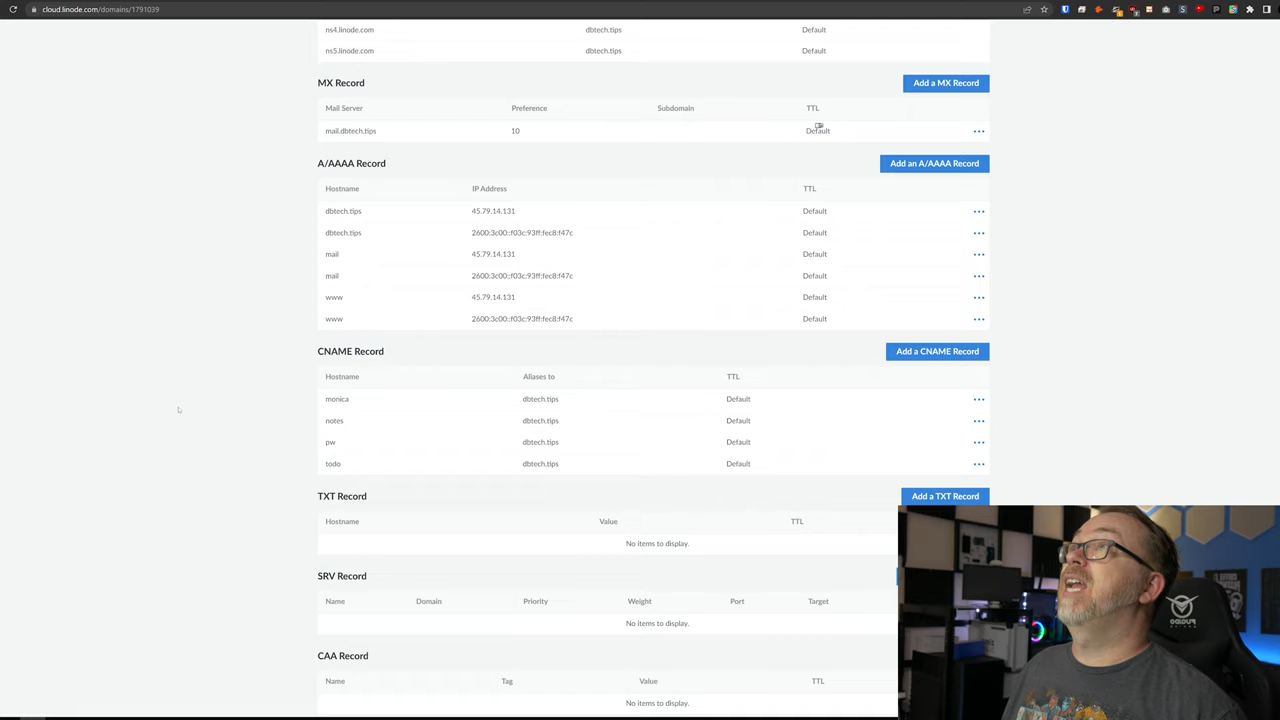 cloud.linode.com/domains/1791039
ns4.linode.com dbtech.tips Default
ns5.linode.com dbtech.tips Default
MX Record Add a MX Record
Mail Server Preference Subdomain TTL
mail.dbtech.tips 10 Default
A/AAAA Record Add an A/AAAA Record
Hostname IP Address TTL
dbtech.tips 45.79.14.131 Default
dbtech.tips 2600:3c00::f03c:93ff:fec8:f47c Default
mail 45.79.14.131 Default
mail 2600:3c00::f03c:93ff:fec8:f47c Default
www 45.79.14.131 Default
www 2600:3c00::f03c:93ff:fec8:f47c Default
CNAME Record Add a CNAME Record
Hostname Aliases to TTL
monica dbtech.tips Default
notes dbtech.tips Default
pw dbtech.tips Default
todo dbtech.tips Default
TXT Record Add a TXT Record
Hostname Value TTL
No items to display.
SRV Record
Name Domain Priority Weight Port Target
No items to display.
CAA Record
Name Tag Value TTL
No items to display.